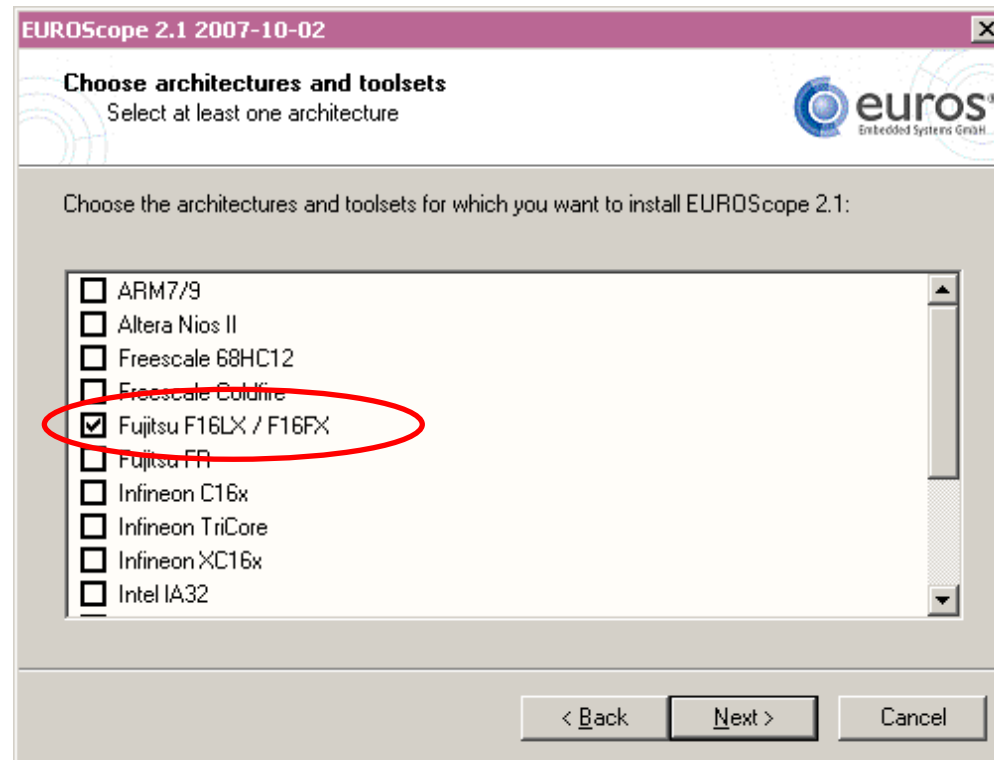 EUROScope 2.1 2007-10-02
Choose architectures and toolsets
Select at least one architecture
euros
Embedded Systems GmbH
Choose the architectures and toolsets for which you want to install EUROScope 2.1:
ARM7/9
Altera Nios II
Freescale 68HC12
Freescale Coldfire
Fujitsu F16LX / F16FX
Fujitsu FR
Infineon C16x
Infineon TriCore
Infineon XC16x
Intel IA32
< Back
Next >
Cancel